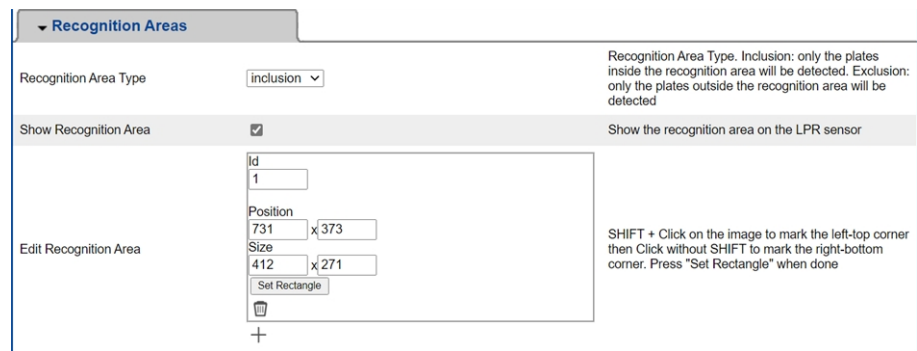 Recognition Areas
Recognition Area Type
inclusion
Recognition Area Type. Inclusion: only the plates
inside the recognition area will be detected. Exclusion:
only the plates outside the recognition area will be
detected
Show Recognition Area
Show the recognition area on the LPR sensor
Edit Recognition Area
Id
1
Position
731 x 373
Size
412 x 271
Set Rectangle
SHIFT + Click on the image to mark the left-top corner
then Click without SHIFT to mark the right-bottom
corner. Press "Set Rectangle" when done